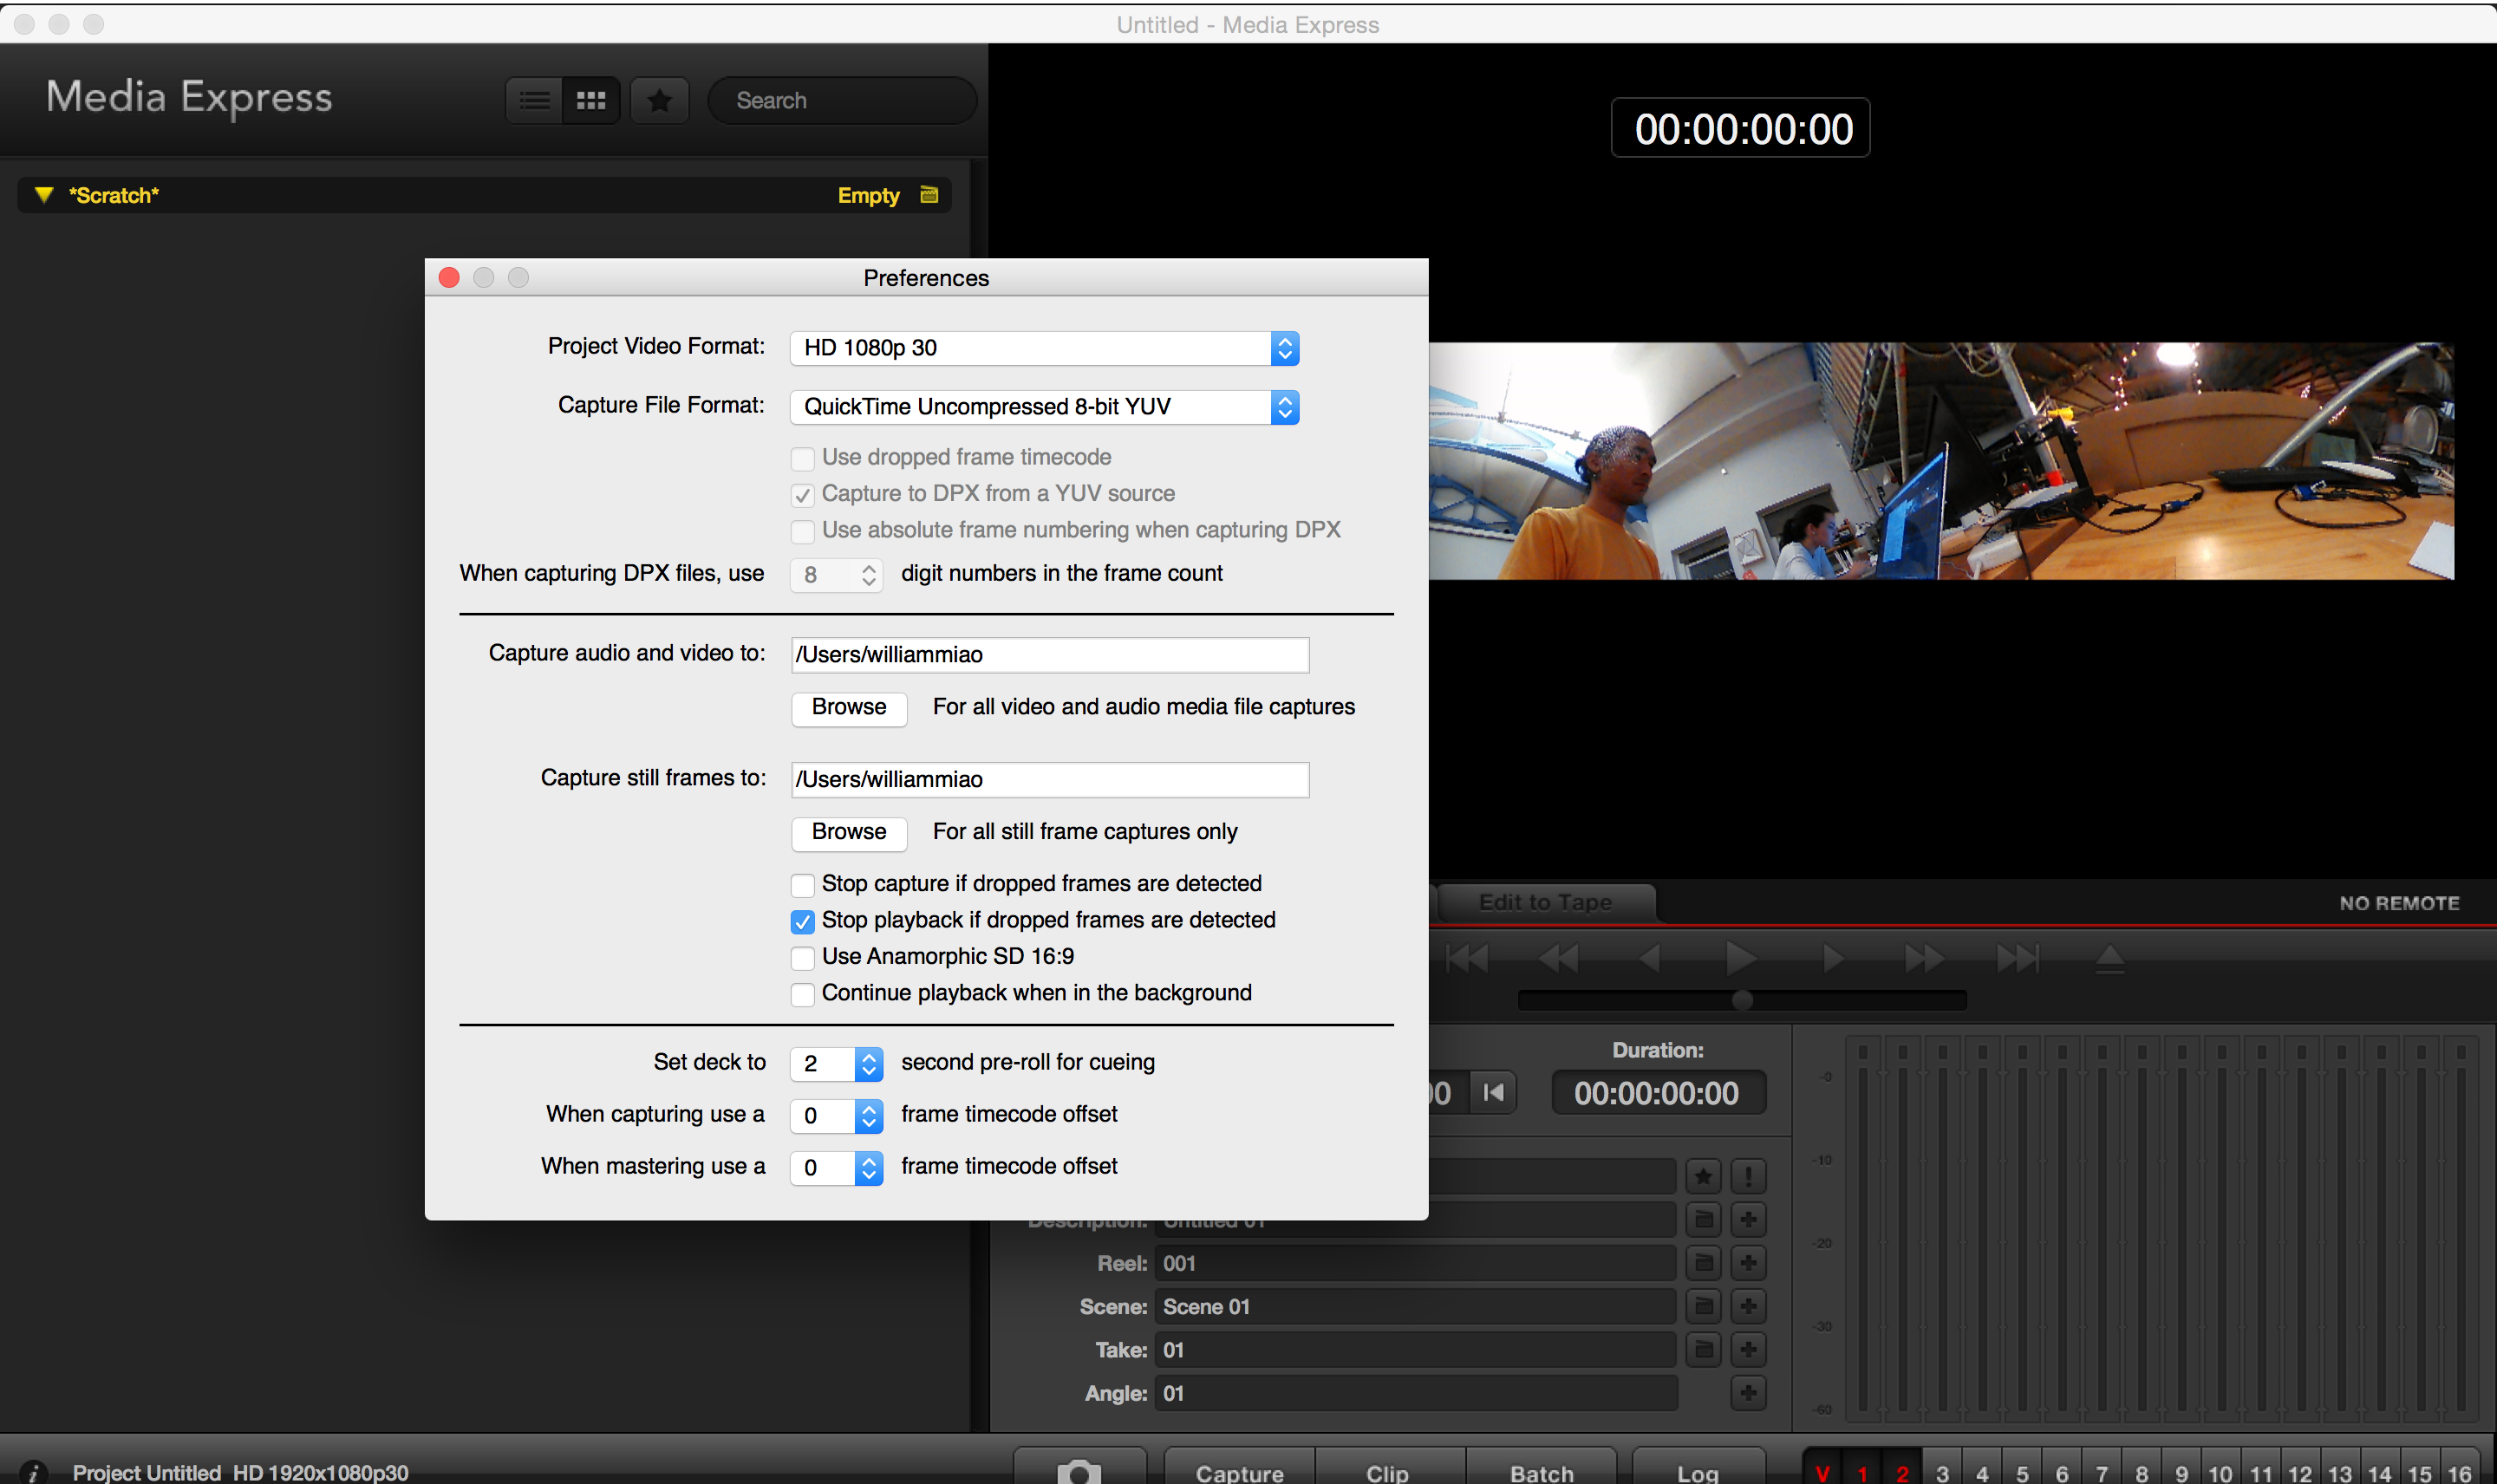 Untitled - Media Express
Media Express
Search
00:00:00:00
*Scratch*
Empty
Preferences
Project Video Format: HD 1080p 30
Capture File Format: QuickTime Uncompressed 8-bit YUV
Use dropped frame timecode
Capture to DPX from a YUV source
Use absolute frame numbering when capturing DPX
When capturing DPX files, use 8 digit numbers in the frame count
Capture audio and video to: /Users/williammiao
Browse For all video and audio media file captures
Capture still frames to: /Users/williammiao
Browse For all still frame captures only
Stop capture if dropped frames are detected
Stop playback if dropped frames are detected
Use Anamorphic SD 16:9
Continue playback when in the background
Set deck to 2 second pre-roll for cueing
When capturing use a 0 frame timecode offset
When mastering use a 0 frame timecode offset
Edit to Tape
NO REMOTE
Duration:
00:00:00:00
-0
-10
-20
-30
-60
Description: Untitled 01
Reel: 001
Scene: Scene 01
Take: 01
Angle: 01
Project Untitled HD 1920x1080p30
Capture Clip Batch Log
V 1 2 3 4 5 6 7 8 9 10 11 12 13 14 15 16